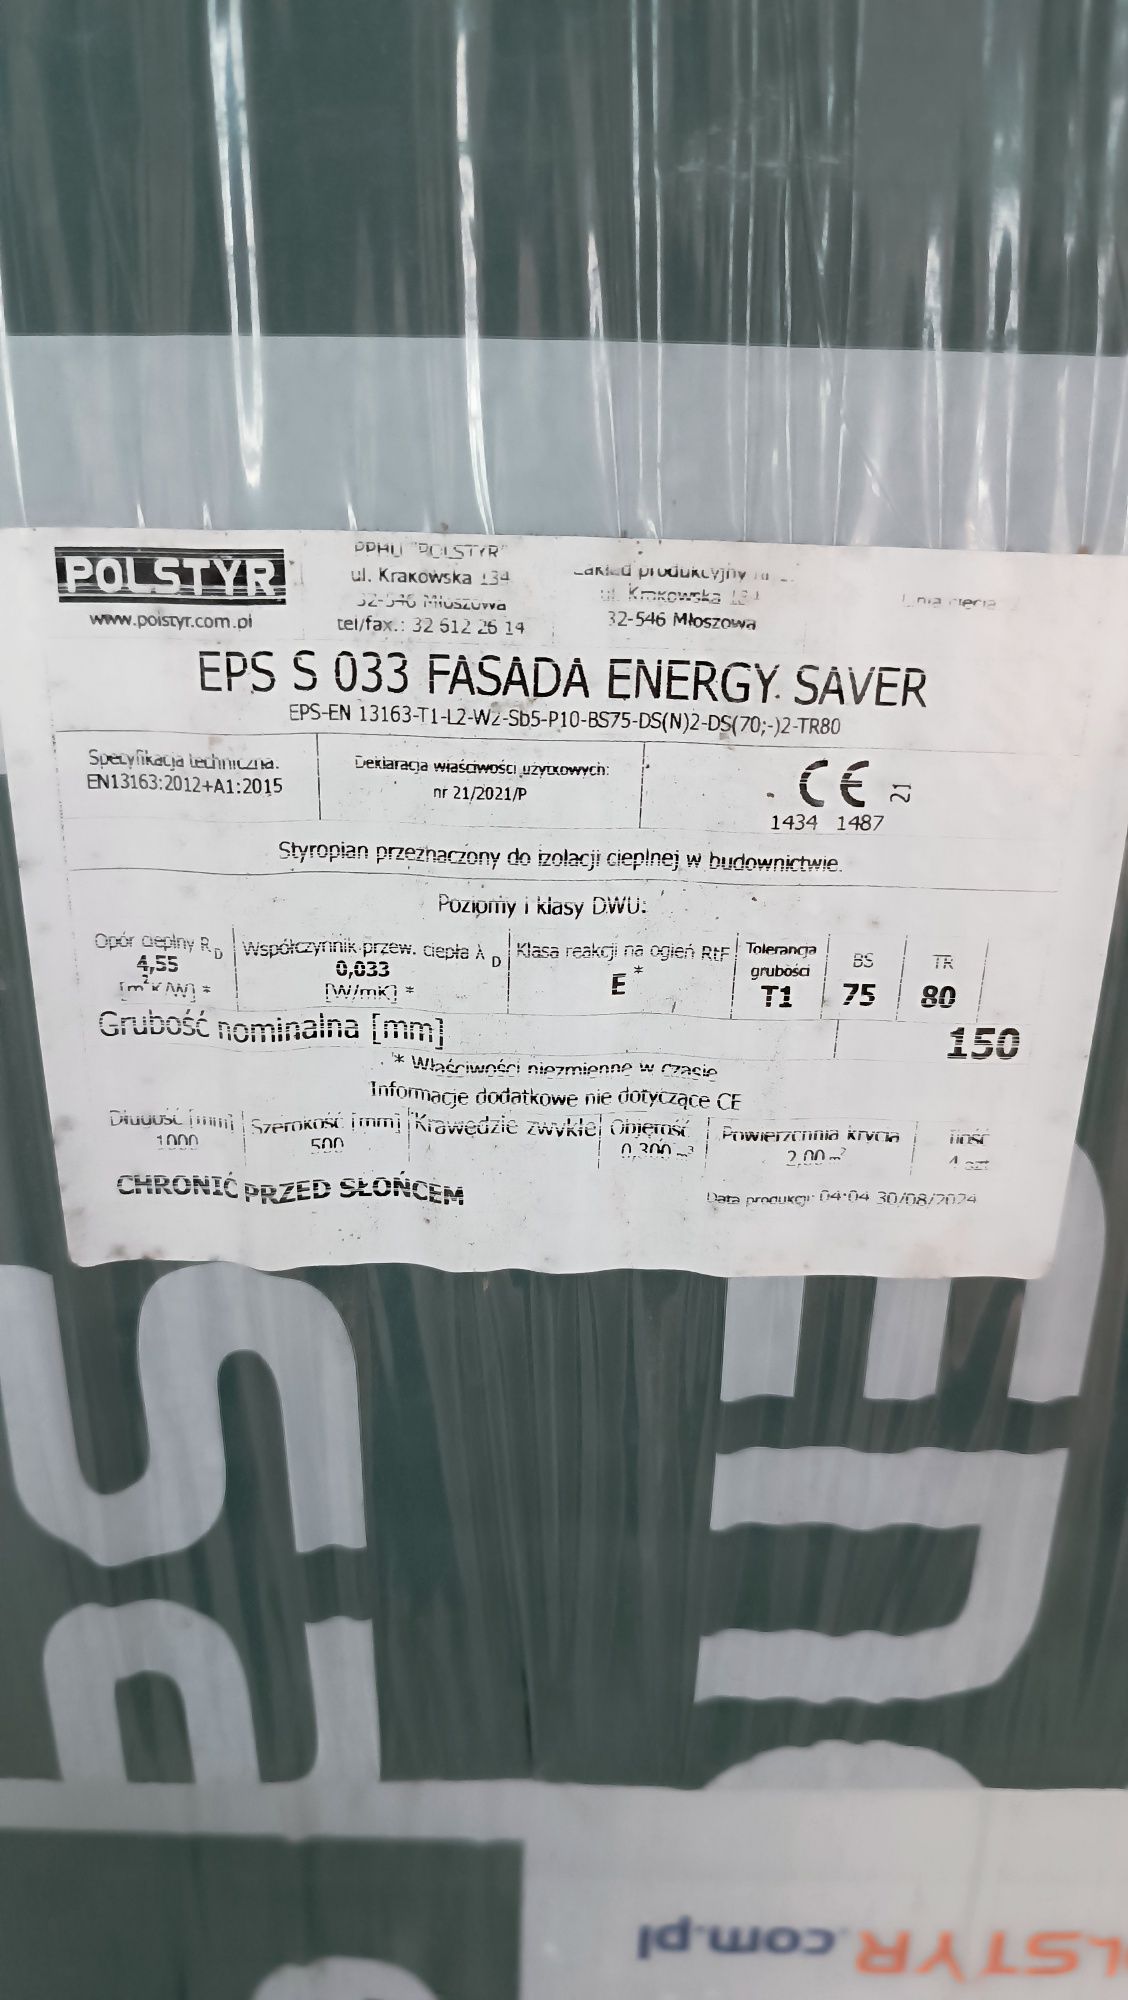 POLSTYR
www.polstyr.com.pl
PPHU "POLSTYR"
ul. Krakowska 134
32-546 Młoszowa
tel/fax.: 32 612 26 14
Zakład produkcyjny
ul. Krakowska 134
32-546 Młoszowa
Linia cięcia
EPS S 033 FASADA ENERGY SAVER
EPS-EN 13163-T1-L2-W2-Sb5-P10-BS75-DS(N)2-DS(70;-)2-TR80
Specyfikacja techniczna:
EN13163:2012+A1:2015
Deklaracja właściwości użytkowych:
nr 21/2021/P
CE 21
1434 1487
Styropian przeznaczony do izolacji cieplnej w budownictwie.
Poziomy i klasy DWU:
Opór cieplny RD
4,55
[m²K/W] *
Współczynnik przew. ciepła λ D
0,033
[W/mK] *
Klasa reakcji na ogień RtF
E *
Tolerancja
grubości
T1
BS
75
TR
80
Grubość nominalna [mm] 150
* Właściwości niezmienne w czasie
Informacje dodatkowe nie dotyczące CE
Długość [mm]
1000
Szerokość [mm]
500
Krawędzie zwykłe
Objętość
0,300 m³
Powierzchnia krycia
2,00 m²
Ilość
4 szt
CHRONIĆ PRZED SŁOŃCEM
Data produkcji: 04:04 30/08/2024
LSTYR.com.pl